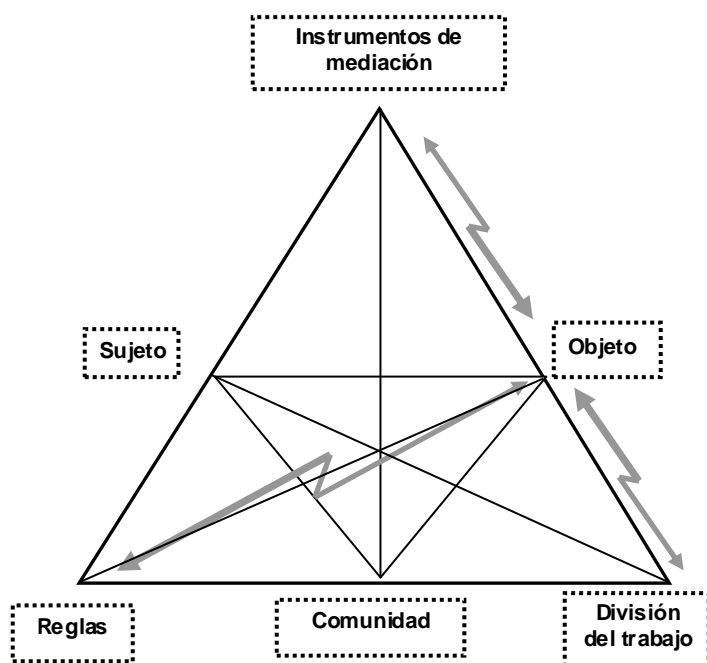 Instrumentos de
mediación
Sujeto
Objeto
Reglas
Comunidad
División
del trabajo